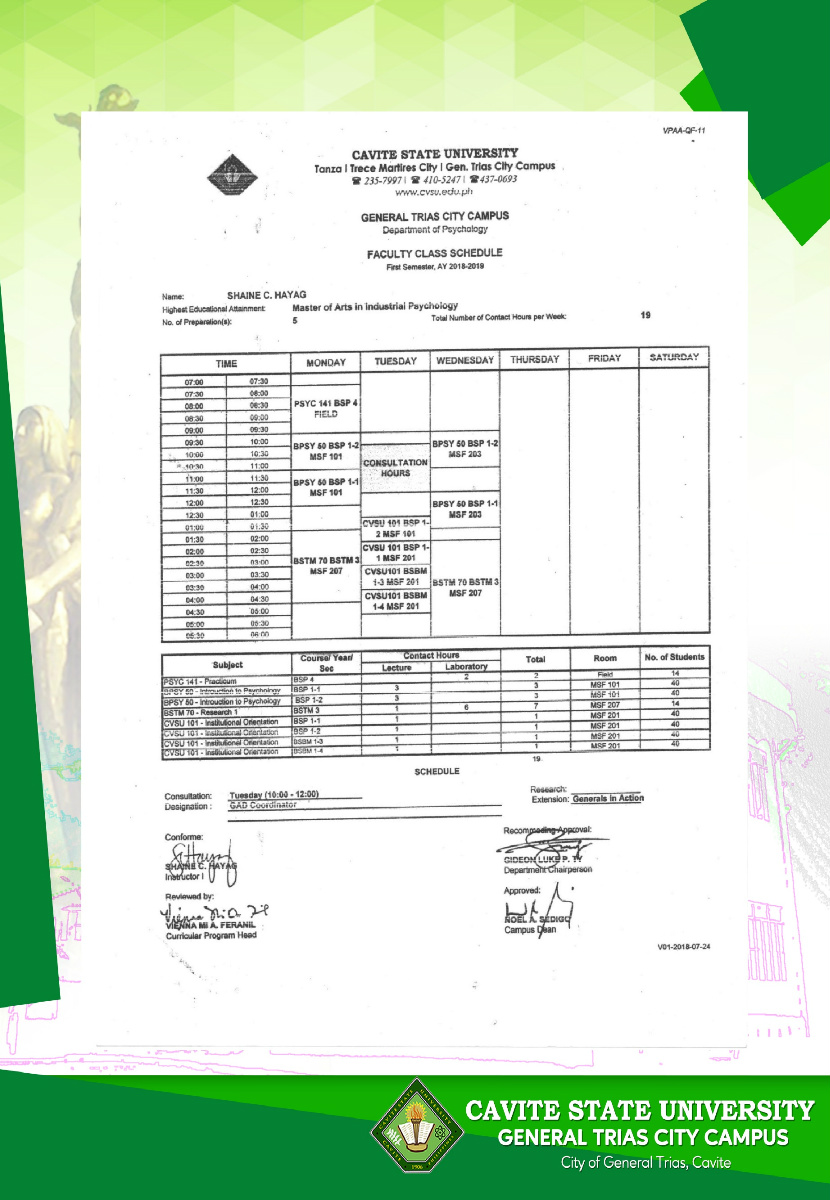 VPAA-QF-11
CAVITE STATE UNIVERSITY
Tanza I Trece Martires City I Gen. Trias City Campus
☎ 235-7997 I ☎ 410-5247 I ☎ 437-0693
www.cvsu.edu.ph
GENERAL TRIAS CITY CAMPUS
Department of Psychology
FACULTY CLASS SCHEDULE
First Semester, AY 2018-2019
Name: SHAINE C. HAYAG
Highest Educational Attainment: Master of Arts in Industrial Psychology
No. of Preparation(s): 5 Total Number of Contact Hours per Week: 19
TIME MONDAY TUESDAY WEDNESDAY THURSDAY FRIDAY SATURDAY
07:00 07:30
07:30 08:00
08:00 08:30 PSYC 141 BSP 4
08:30 09:00 FIELD
09:00 09:30
09:30 10:00 BPSY 50 BSP 1-2 BPSY 50 BSP 1-2
10:00 10:30 MSF 101 MSF 203
10:30 11:00 CONSULTATION
11:00 11:30 BPSY 50 BSP 1-1 HOURS
11:30 12:00 MSF 101
12:00 12:30 BPSY 50 BSP 1-1
12:30 01:00 MSF 203
01:00 01:30 CVSU 101 BSP 1-
01:30 02:00 2 MSF 101
02:00 02:30 CVSU 101 BSP 1-
02:30 03:00 BSTM 70 BSTM 3 1 MSF 201
03:00 03:30 MSF 207 CVSU101 BSBM
03:30 04:00 1-3 MSF 201 BSTM 70 BSTM 3
04:00 04:30 CVSU101 BSBM MSF 207
04:30 05:00 1-4 MSF 201
05:00 05:30
05:30 06:00
Subject Course/ Year/ Sec Contact Hours Total Room No. of Students
Lecture Laboratory
PSYC 141 - Practicum BSP 4 2 2 Field 14
BPSY 50 - Introuction to Psychology BSP 1-1 3 3 MSF 101 40
BPSY 50 - Introuction to Psychology BSP 1-2 3 3 MSF 101 40
BSTM 70 - Research 1 BSTM 3 1 6 7 MSF 207 14
CVSU 101 - Institutional Orientation BSP 1-1 1 1 MSF 201 40
CVSU 101 - Institutional Orientation BSP 1-2 1 1 MSF 201 40
CVSU 101 - Institutional Orientation BSBM 1-3 1 1 MSF 201 40
CVSU 101 - Institutional Orientation BSBM 1-4 1 1 MSF 201 40
19
SCHEDULE
Consultation: Tuesday (10:00 - 12:00) Research:
Designation : GAD Coordinator Extension: Generals in Action
Conforme: Recommeding Approval:
SHAINE C. HAYAG GIDEON LUKE P. TY
Instructor I Department Chairperson
Reviewed by: Approved:
VIENNA MI A. FERANIL NOEL A. SEDIGO
Curricular Program Head Campus Dean
V01-2018-07-24
CAVITE STATE UNIVERSITY
GENERAL TRIAS CITY CAMPUS
City of General Trias, Cavite
1906